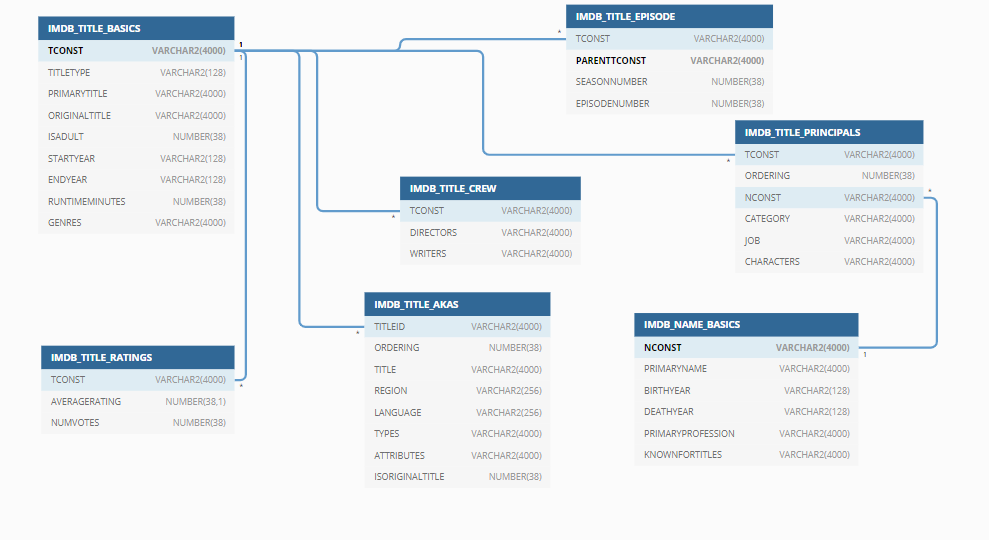 IMDB_TITLE_BASICS
TCONST VARCHAR2(4000)
TITLETYPE VARCHAR2(128)
PRIMARYTITLE VARCHAR2(4000)
ORIGINALTITLE VARCHAR2(4000)
ISADULT NUMBER(38)
STARTYEAR VARCHAR2(128)
ENDYEAR VARCHAR2(128)
RUNTIMEMINUTES NUMBER(38)
GENRES VARCHAR2(4000)
1
1
IMDB_TITLE_EPISODE
* TCONST VARCHAR2(4000)
PARENTTCONST VARCHAR2(4000)
SEASONNUMBER NUMBER(38)
EPISODENUMBER NUMBER(38)
IMDB_TITLE_PRINCIPALS
TCONST VARCHAR2(4000)
*
ORDERING NUMBER(38)
NCONST VARCHAR2(4000)
*
CATEGORY VARCHAR2(4000)
JOB VARCHAR2(4000)
CHARACTERS VARCHAR2(4000)
IMDB_TITLE_CREW
TCONST VARCHAR2(4000)
*
DIRECTORS VARCHAR2(4000)
WRITERS VARCHAR2(4000)
IMDB_TITLE_AKAS
TITLEID VARCHAR2(4000)
*
ORDERING NUMBER(38)
TITLE VARCHAR2(4000)
REGION VARCHAR2(256)
LANGUAGE VARCHAR2(256)
TYPES VARCHAR2(4000)
ATTRIBUTES VARCHAR2(4000)
ISORIGINALTITLE NUMBER(38)
IMDB_NAME_BASICS
NCONST VARCHAR2(4000)
1
PRIMARYNAME VARCHAR2(4000)
BIRTHYEAR VARCHAR2(128)
DEATHYEAR VARCHAR2(128)
PRIMARYPROFESSION VARCHAR2(4000)
KNOWNFORTITLES VARCHAR2(4000)
IMDB_TITLE_RATINGS
TCONST VARCHAR2(4000)
*
AVERAGERATING NUMBER(38,1)
NUMVOTES NUMBER(38)